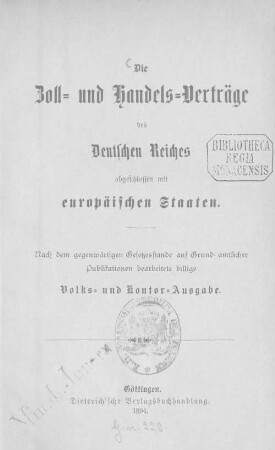 Die
Zoll- und Handels-Verträge
des
Deutschen Reiches
abgeschlossen mit
europäischen Staaten.
BIBLIOTHECA
REGIA
MONACENSIS
Nach dem gegenwärtigen Gesetzesstande auf Grund amtlicher
Publikationen bearbeitete billige
Volks- und Kontor-Ausgabe.
Göttingen.
Dieterich'sche Verlagsbuchhandlung.
1894.